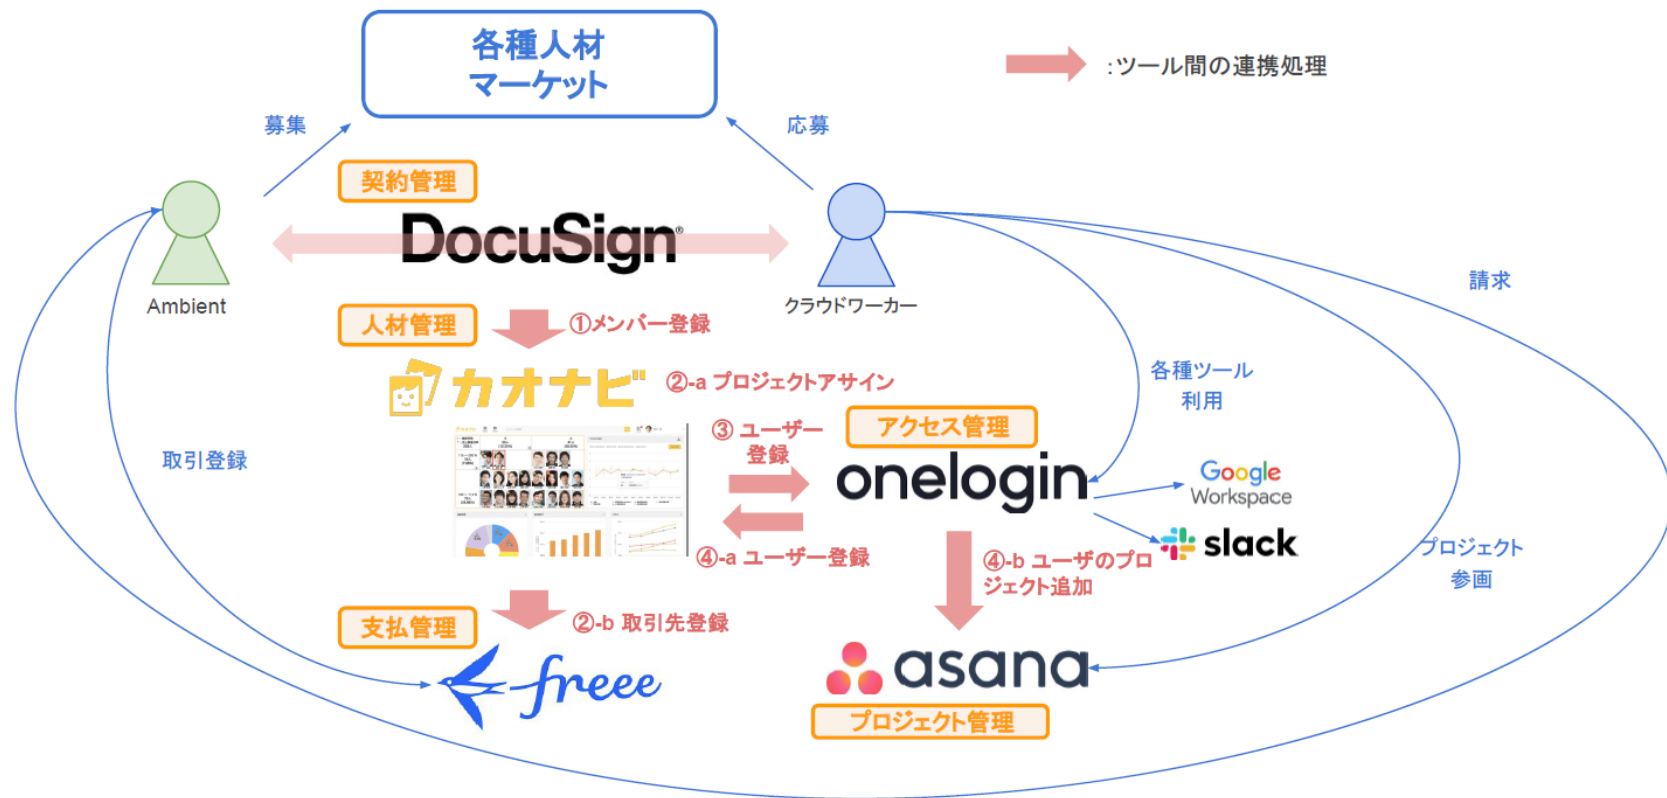 各種人材
マーケット
:ツール間の連携処理
募集
応募
契約管理
DocuSign®
Ambient
クラウドワーカー
請求
人材管理
①メンバー登録
カオナビ
②-a プロジェクトアサイン
各種ツール
利用
アクセス管理
③ ユーザー
登録
onelogin
取引登録
Google
Workspace
slack
④-a ユーザー登録
④-b ユーザのプロ
ジェクト追加
プロジェクト
参画
支払管理
②-b 取引先登録
freee
asana
プロジェクト管理